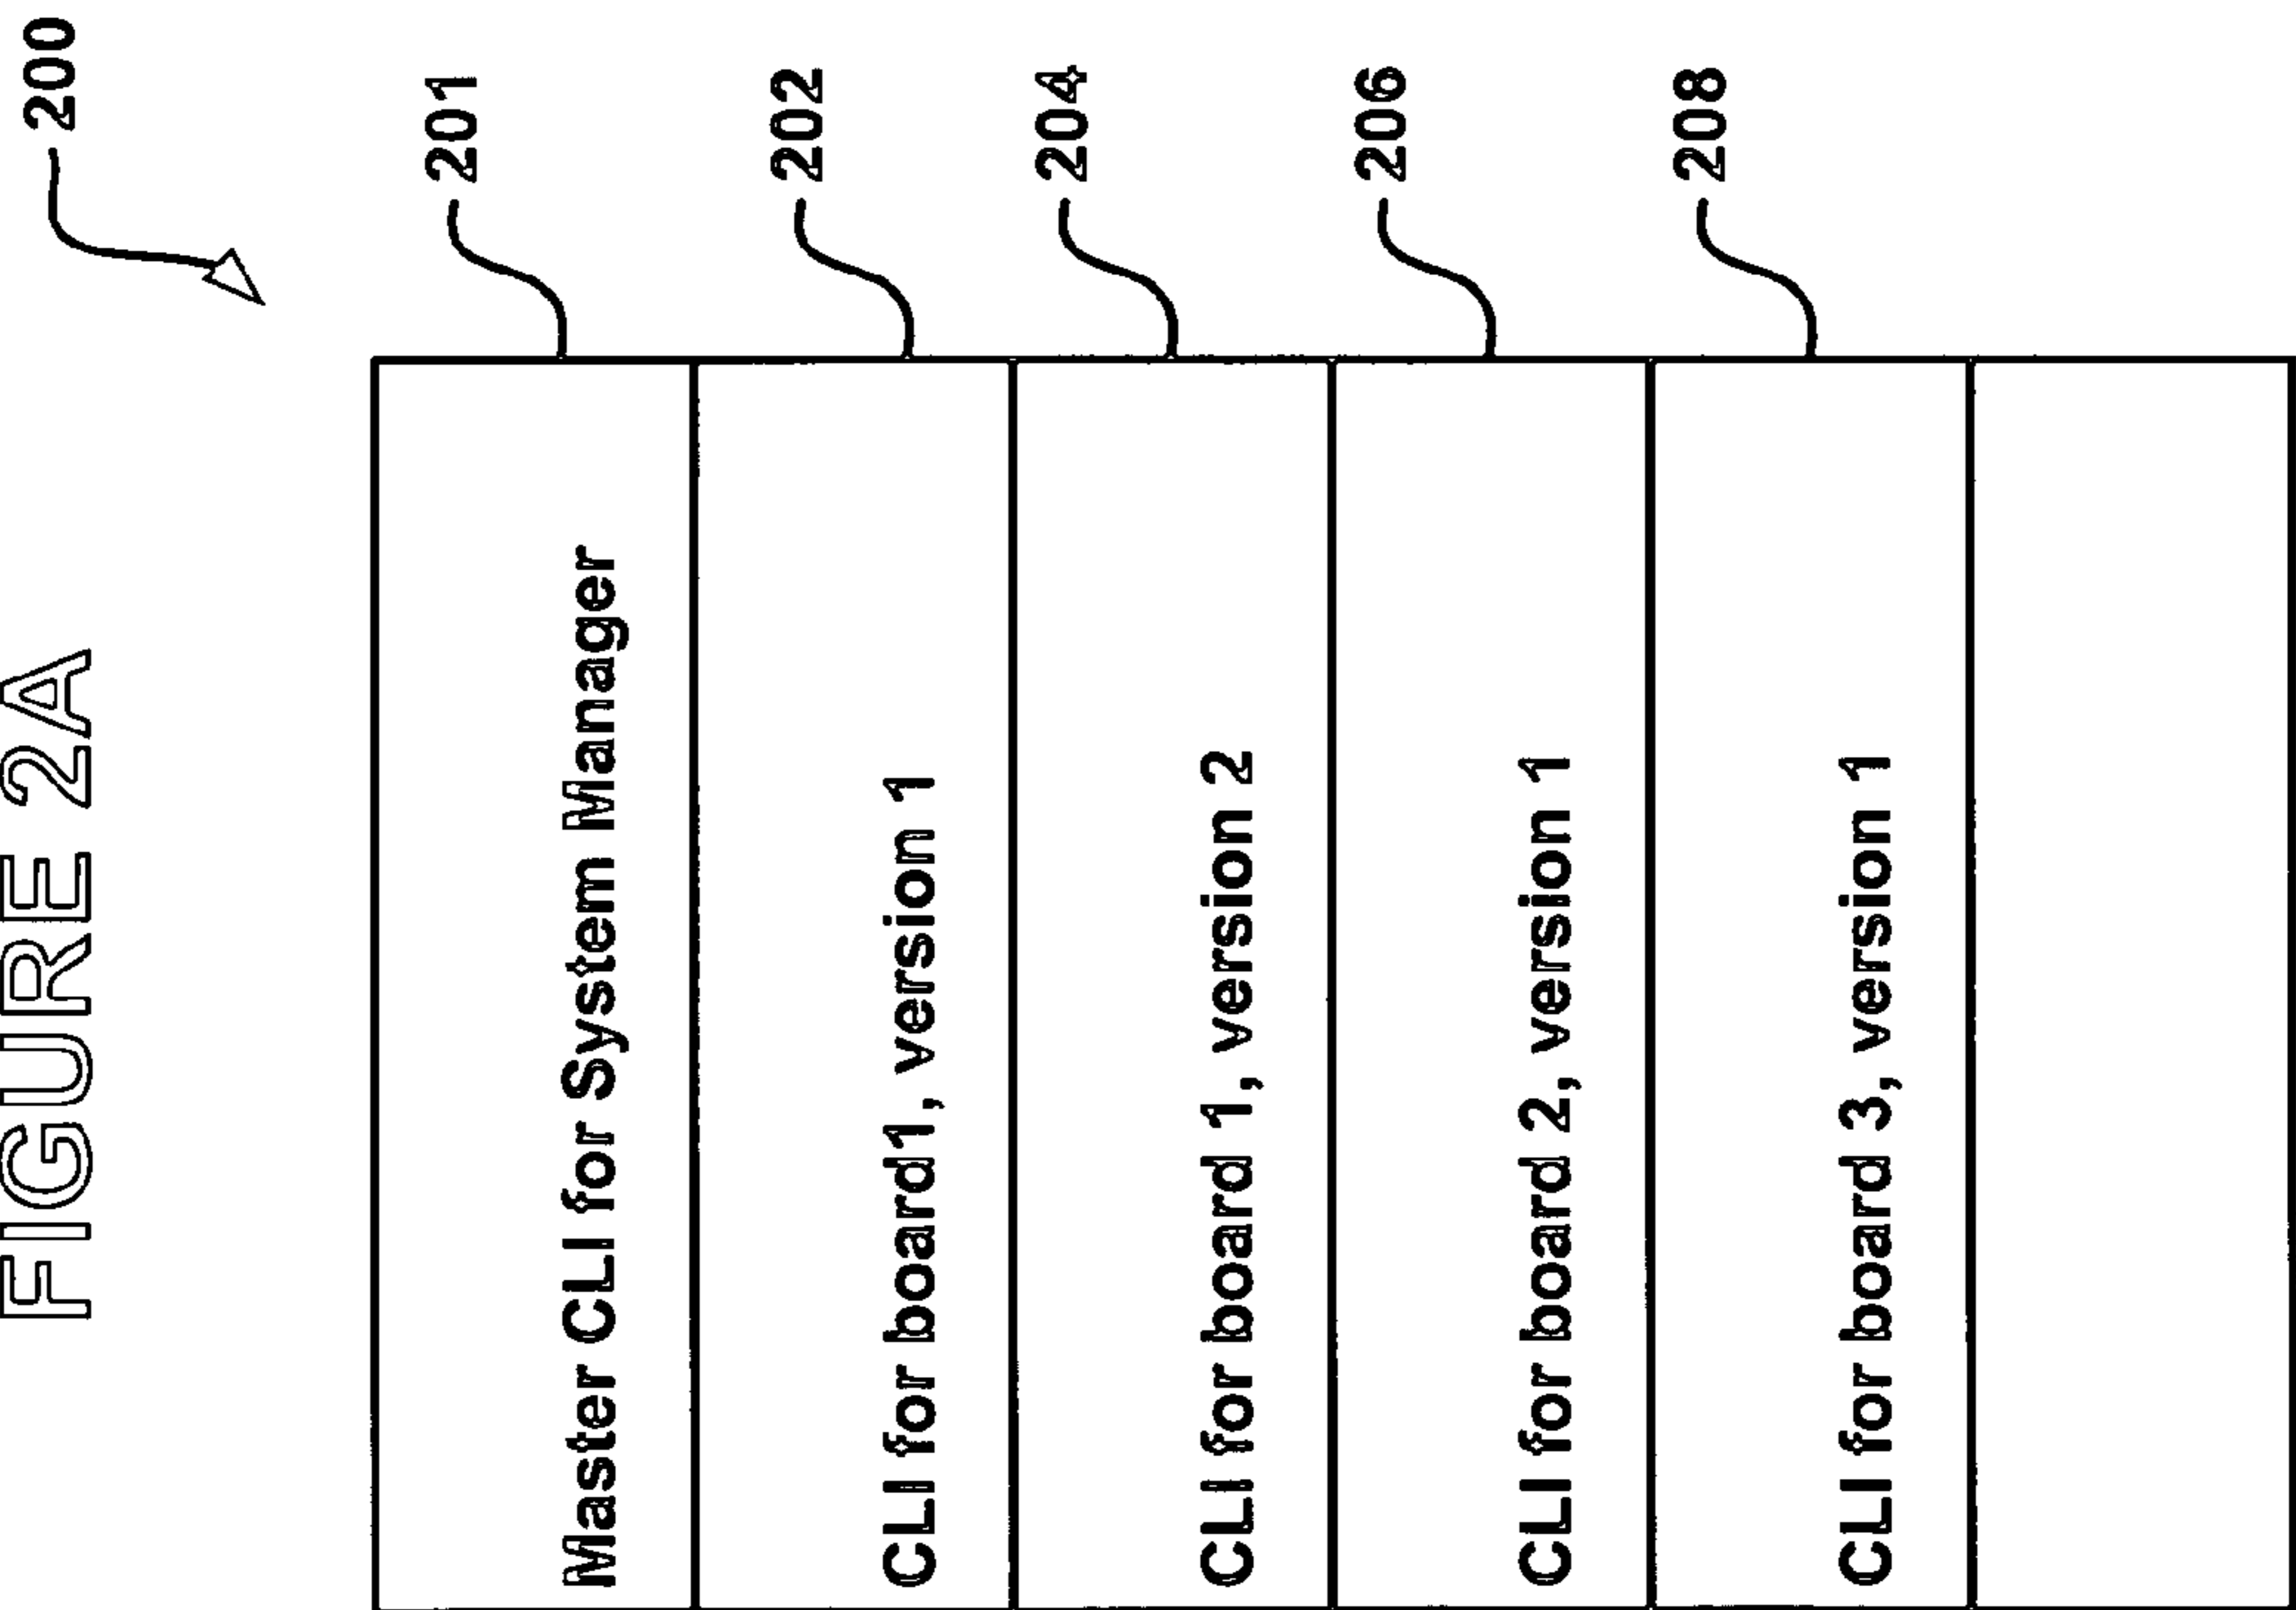 FIGURE 2A
200
Master CLI for System Manager
201
CLI for board1, version 1
202
CLI for board 1, version 2
204
CLI for board 2, version 1
206
CLI for board 3, version 1
208